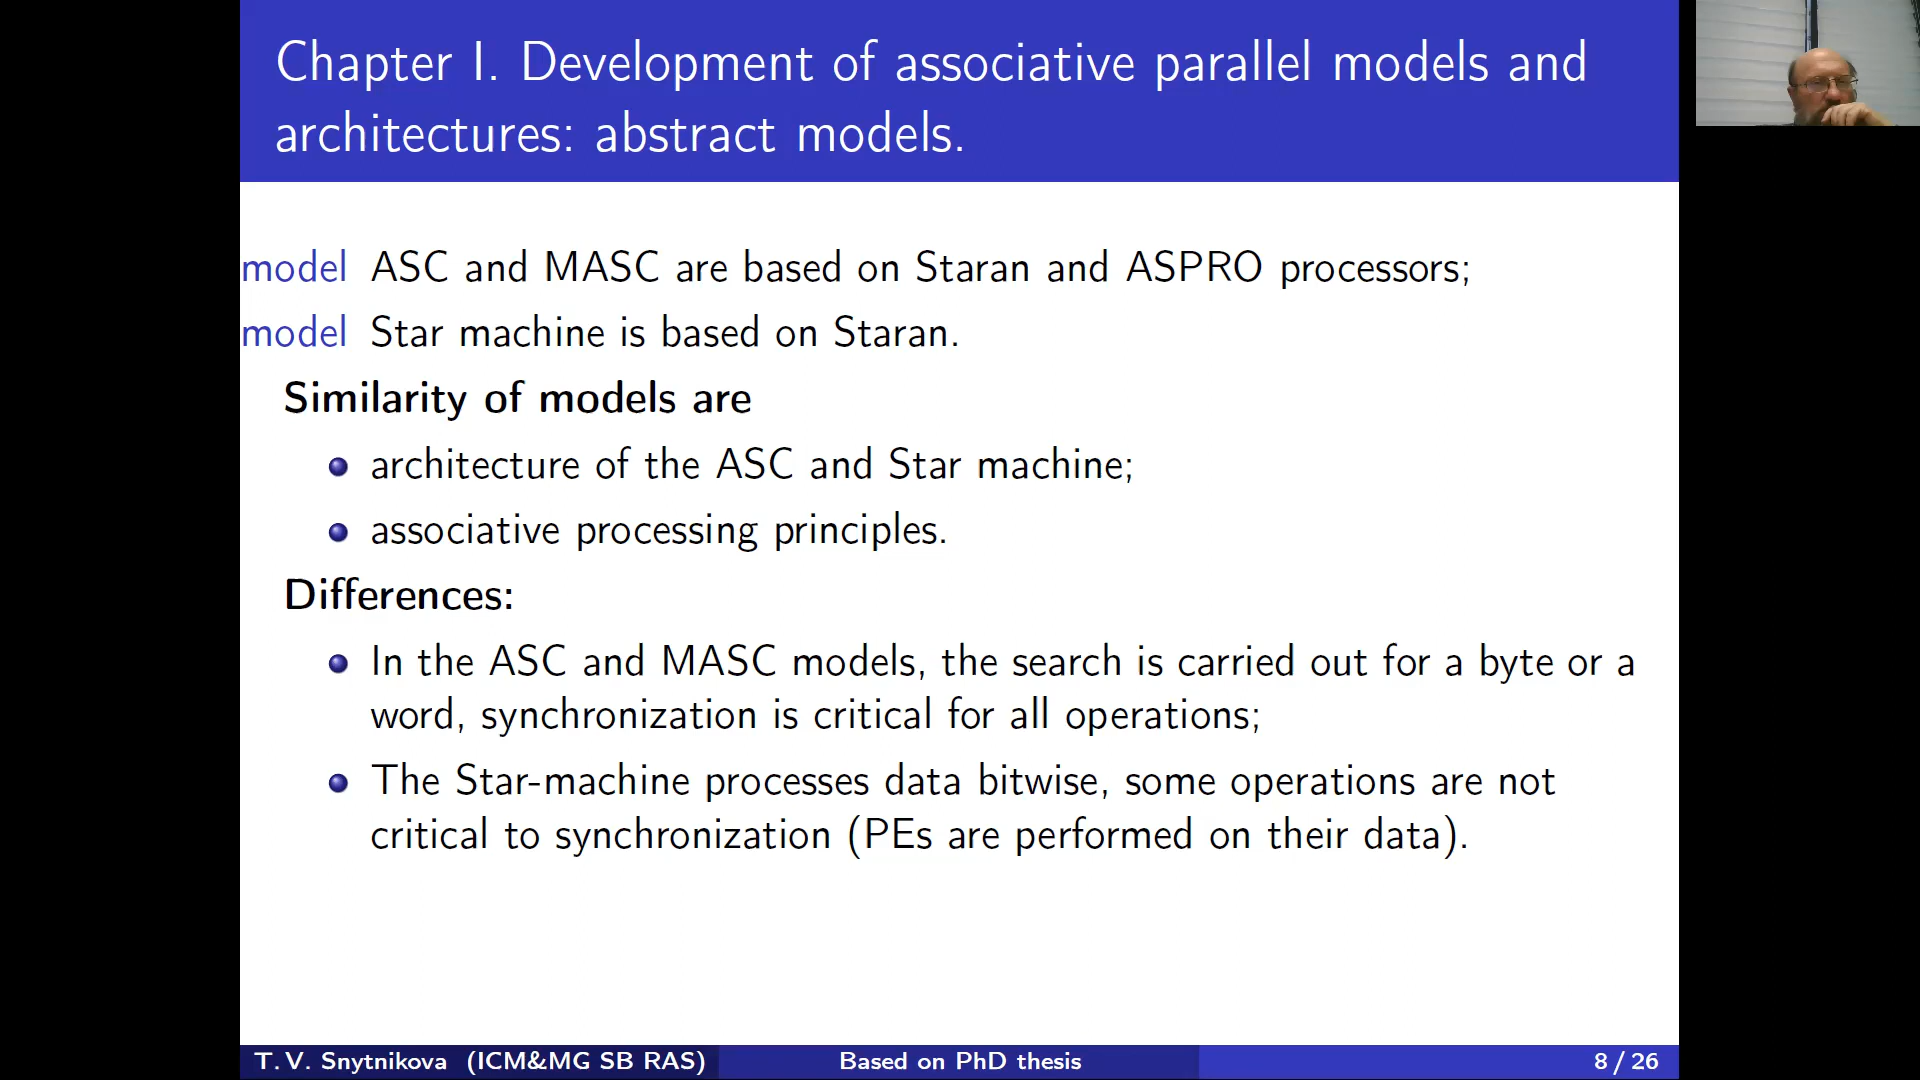 Chapter I. Development of associative parallel models and
architectures: abstract models.
model ASC and MASC are based on Staran and ASPRO processors;
model Star machine is based on Staran.
Similarity of models are
architecture of the ASC and Star machine;
associative processing principles.
Differences:
In the ASC and MASC models, the search is carried out for a byte or a
word, synchronization is critical for all operations;
The Star-machine processes data bitwise, some operations are not
critical to synchronization (PEs are performed on their data).
T. V. Snytnikova (ICM&MG SB RAS) Based on PhD thesis 8 / 26